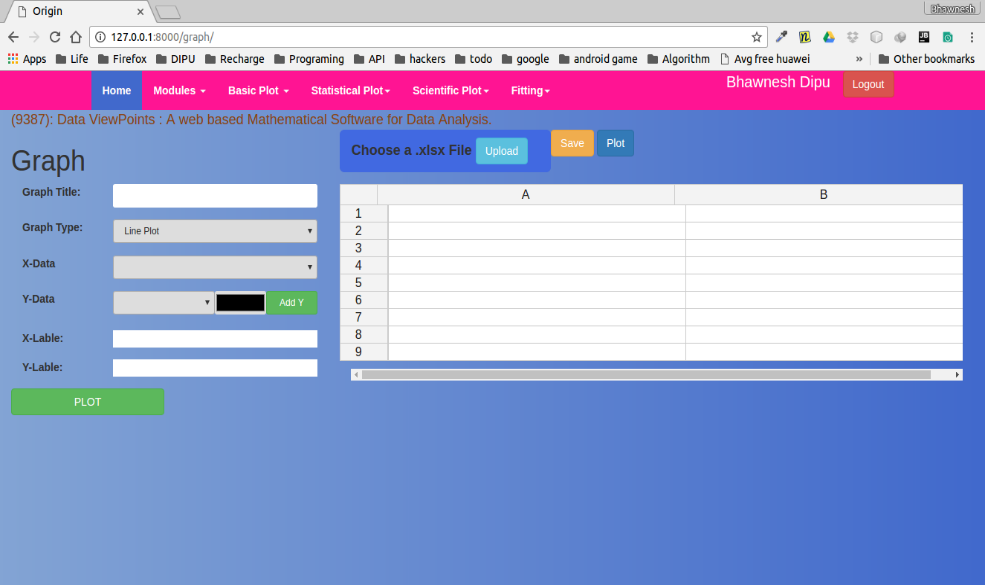 Origin
Bhawnesh
127.0.0.1:8000/graph/
Apps Life Firefox DIPU Recharge Programing API hackers todo google android game Algorithm Avg free huawei » Other bookmarks
Home Modules Basic Plot Statistical Plot Scientific Plot Fitting Bhawnesh Dipu Logout
(9387): Data ViewPoints : A web based Mathematical Software for Data Analysis.
Choose a .xlsx File Upload Save Plot
Graph
Graph Title:
Graph Type: Line Plot
X-Data
Y-Data Add Y
X-Lable:
Y-Lable:
PLOT
A B
1
2
3
4
5
6
7
8
9